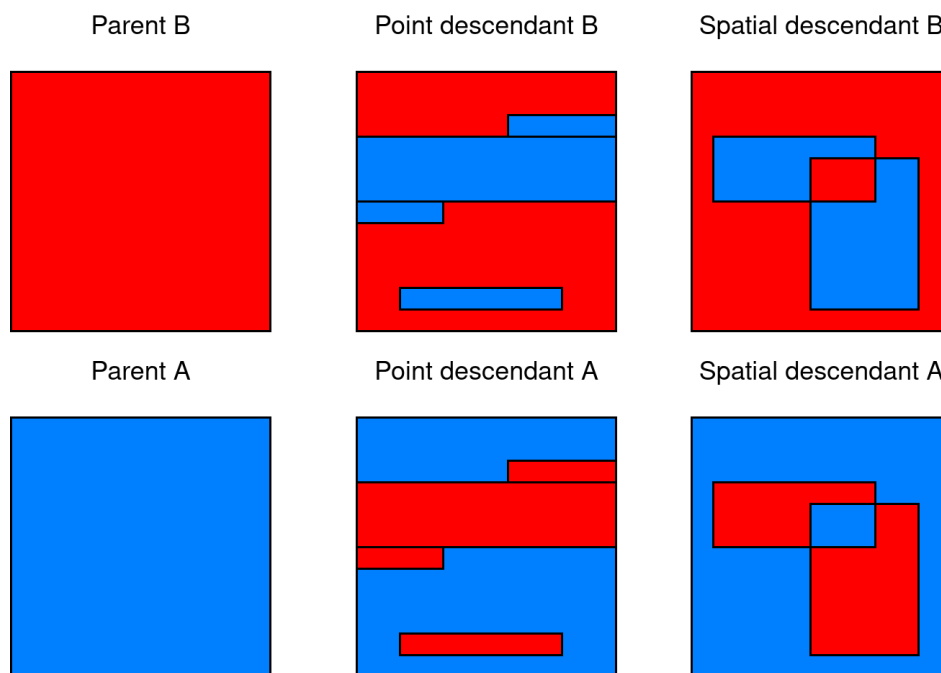 Parent B
Point descendant B
Spatial descendant B
Parent A
Point descendant A
Spatial descendant A